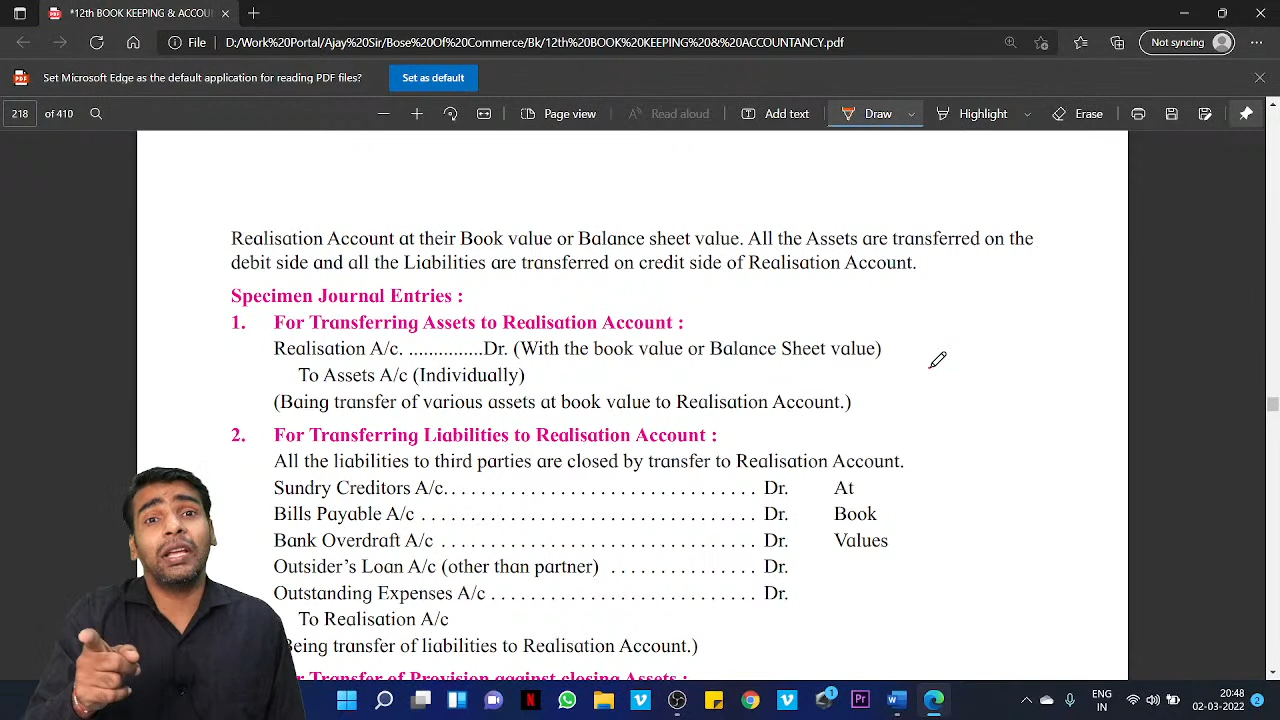 *12th BOOK KEEPING & ACCOUN
File D:/Work%20Portal/Ajay%20Sir/Bose%20Of%20Commerce/Bk/12th%20BOOK%20KEEPING%20&%20ACCOUNTANCY.pdf Not syncing
Set Microsoft Edge as the default application for reading PDF files? Set as default
218 of 410 Page view Read aloud Add text Draw Highlight Erase
Realisation Account at their Book value or Balance sheet value. All the Assets are transferred on the
debit side and all the Liabilities are transferred on credit side of Realisation Account.
Specimen Journal Entries :
1. For Transferring Assets to Realisation Account :
Realisation A/c. ...............Dr. (With the book value or Balance Sheet value)
To Assets A/c (Individually)
(Baing transfer of various assets at book value to Realisation Account.)
2. For Transferring Liabilities to Realisation Account :
All the liabilities to third parties are closed by transfer to Realisation Account.
Sundry Creditors A/c. . . . . . . . . . . . . . . . . . . . . . . . . . . . . . . Dr. At
Bills Payable A/c . . . . . . . . . . . . . . . . . . . . . . . . . . . . . . . . . . Dr. Book
Bank Overdraft A/c . . . . . . . . . . . . . . . . . . . . . . . . . . . . . . . . Dr. Values
Outsider's Loan A/c (other than partner) . . . . . . . . . . . . . . . Dr.
Outstanding Expenses A/c . . . . . . . . . . . . . . . . . . . . . . . . . . . Dr.
To Realisation A/c
Being transfer of liabilities to Realisation Account.)
Transfer of Provision against closing Assets :
ENG
IN
20:48
02-03-2022